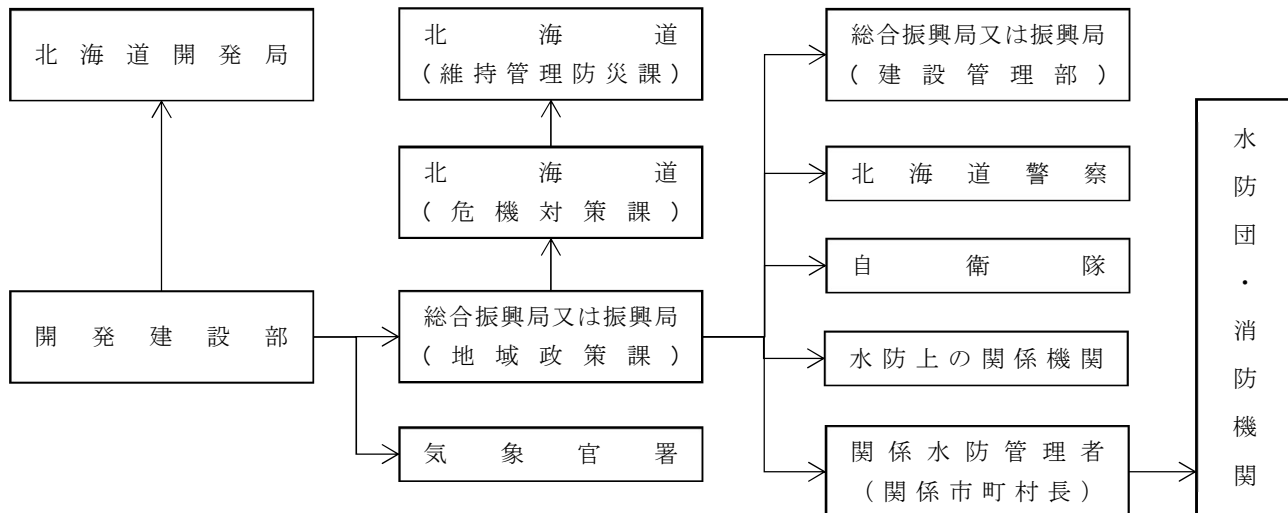 北海道開発局
開発建設部
北海道
(維持管理防災課)
北海道
(危機対策課)
総合振興局又は振興局
(地域政策課)
気象官署
総合振興局又は振興局
(建設管理部)
北海道警察
自衛隊
水防上の関係機関
関係水防管理者
(関係市町村長)
水防団・消防機関